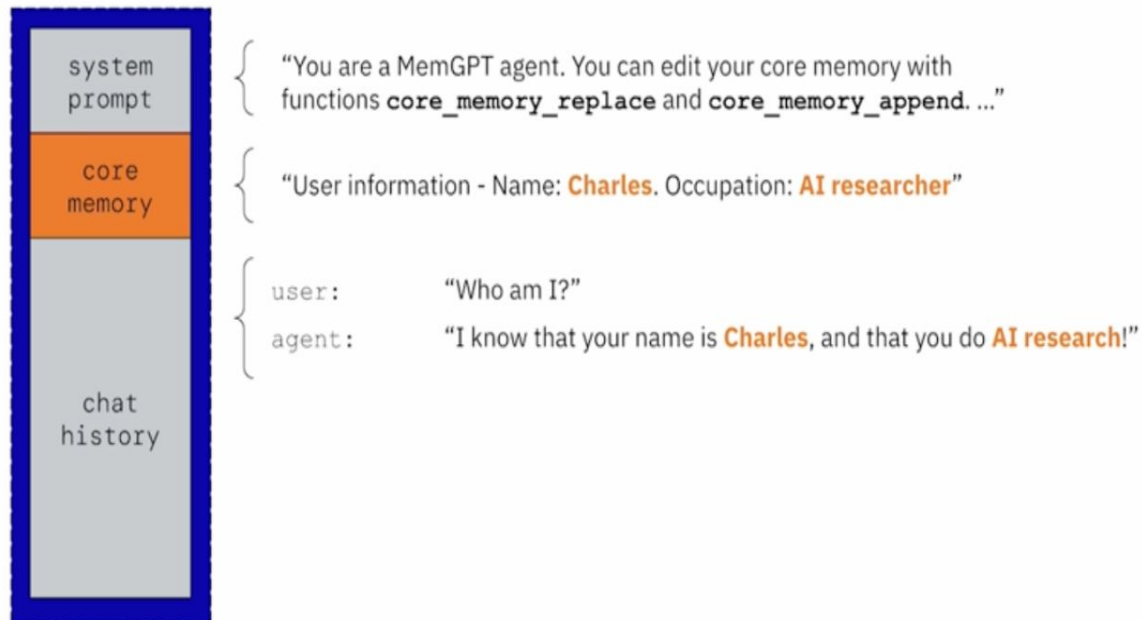 system
prompt
“You are a MemGPT agent. You can edit your core memory with
functions core_memory_replace and core_memory_append. ...”
core
memory
“User information - Name: Charles. Occupation: AI researcher”
user: “Who am I?”
agent: “I know that your name is Charles, and that you do AI research!”
chat
history